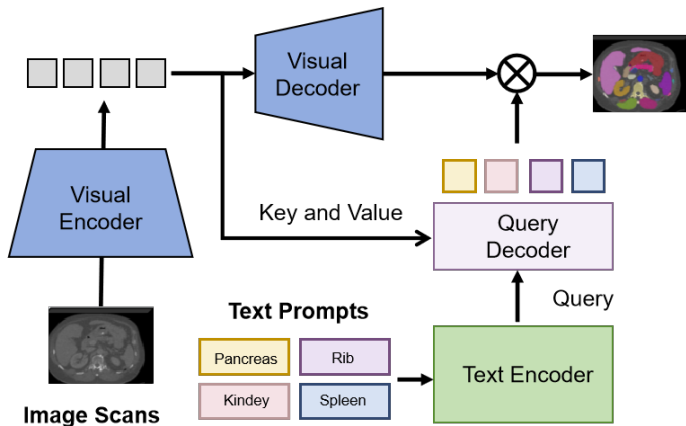 Visual
Decoder
Visual
Encoder
Key and Value
Query
Decoder
Query
Text Prompts
Pancreas
Rib
Kindey
Spleen
Text Encoder
Image Scans